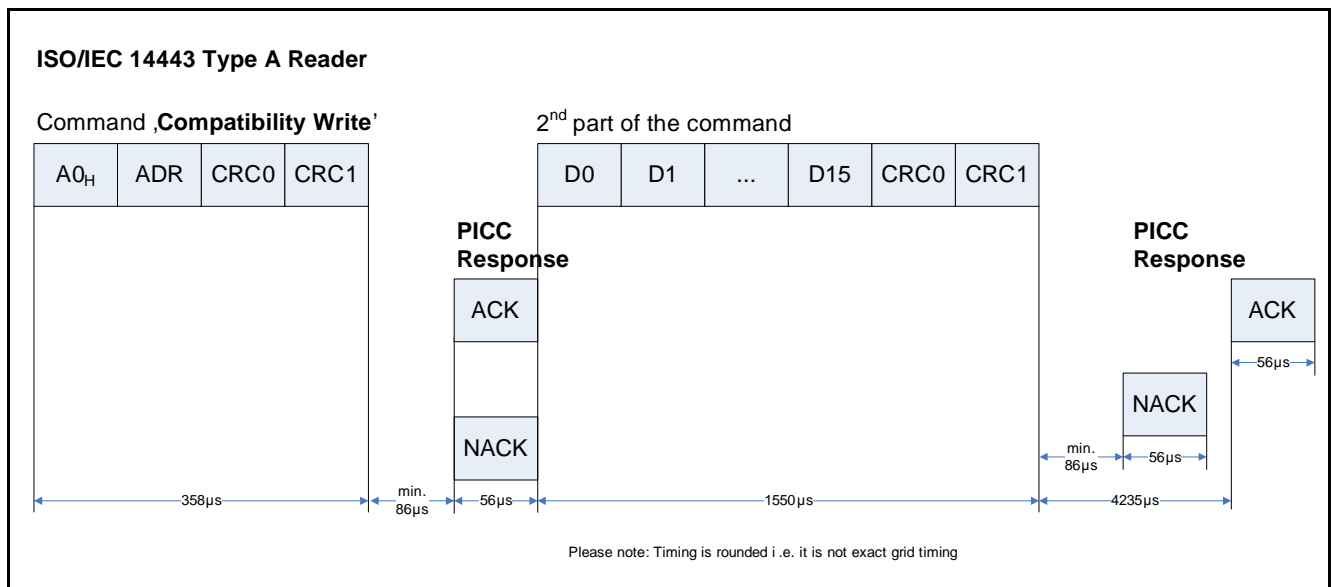 ISO/IEC 14443 Type A Reader
Command ‚Compatibility Write’
2nd part of the command
A0H ADR CRC0 CRC1
D0 D1 ... D15 CRC0 CRC1
PICC
Response
PICC
Response
ACK
ACK
56µs
NACK
NACK
min.
86µs
56µs
358µs
min.
86µs
56µs
1550µs
4235µs
Please note: Timing is rounded i .e. it is not exact grid timing